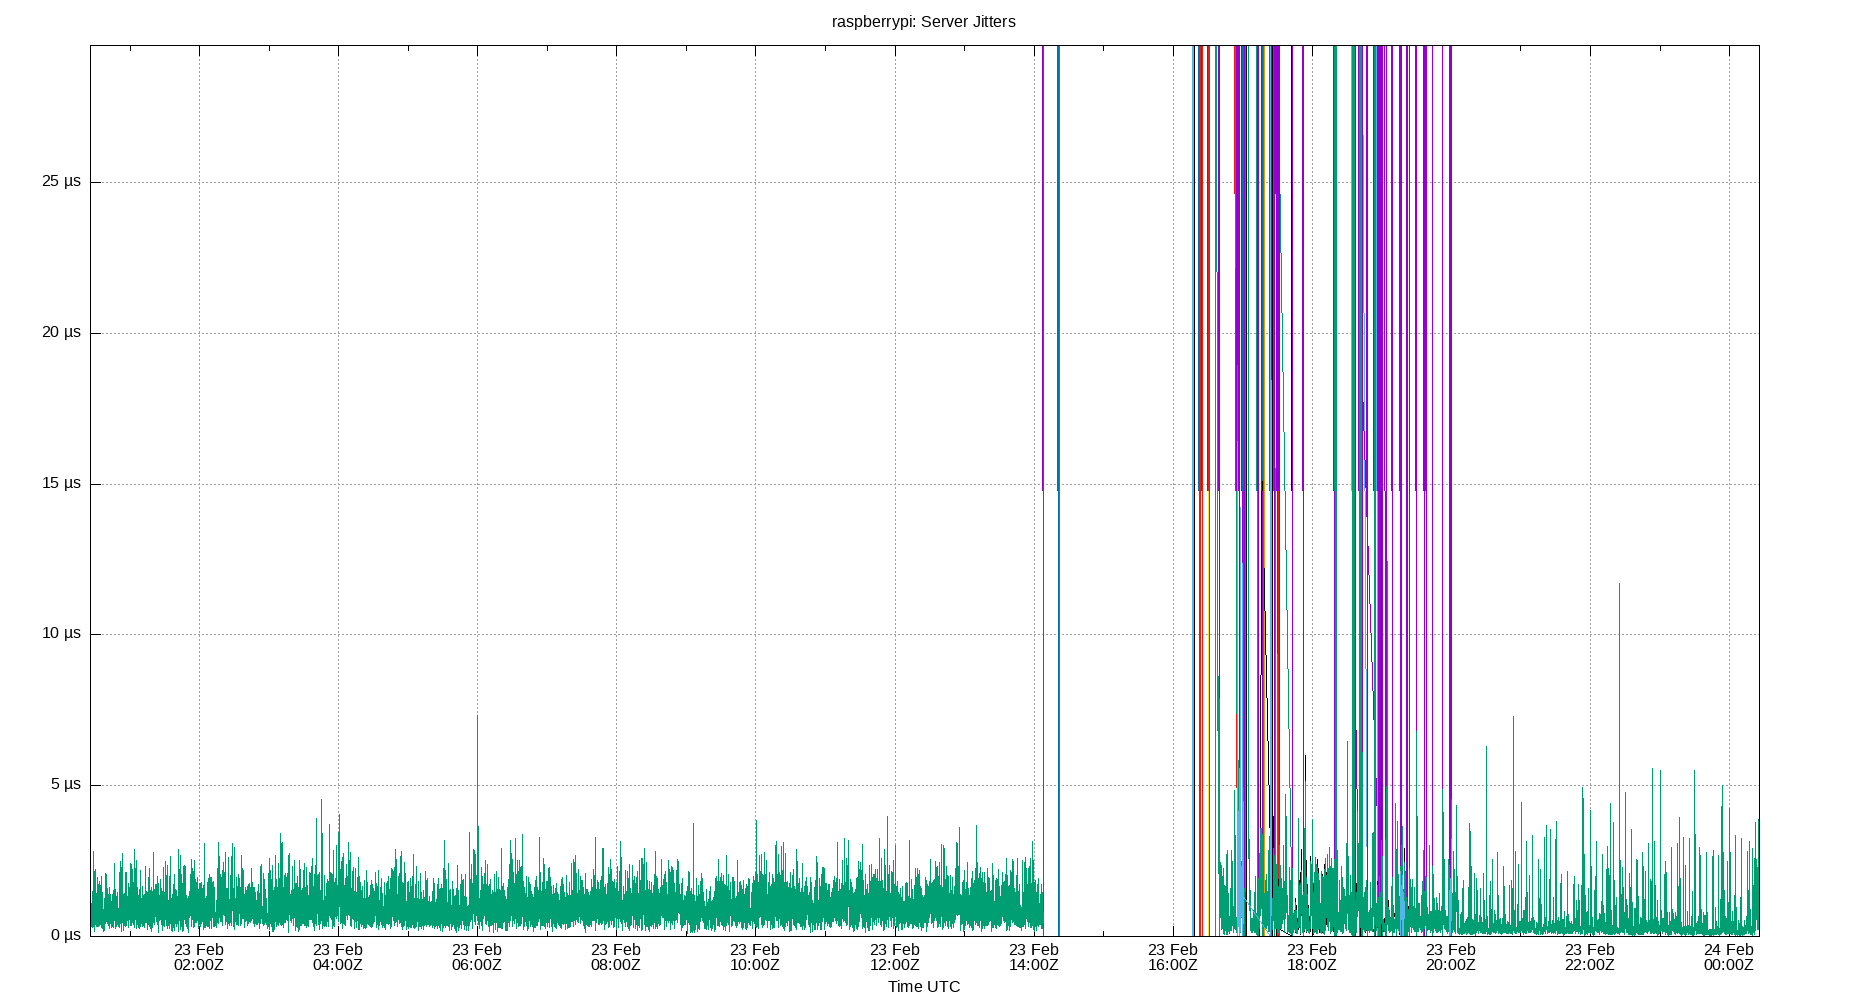 raspberrypi: Server Jitters
25 µs
20 µs
15 µs
10 µs
5 µs
0 µs
23 Feb 23 Feb 23 Feb 23 Feb 23 Feb 23 Feb 23 Feb 23 Feb 23 Feb 23 Feb 23 Feb 24 Feb
02:00Z 04:00Z 06:00Z 08:00Z 10:00Z 12:00Z 14:00Z 16:00Z 18:00Z 20:00Z 22:00Z 00:00Z
Time UTC